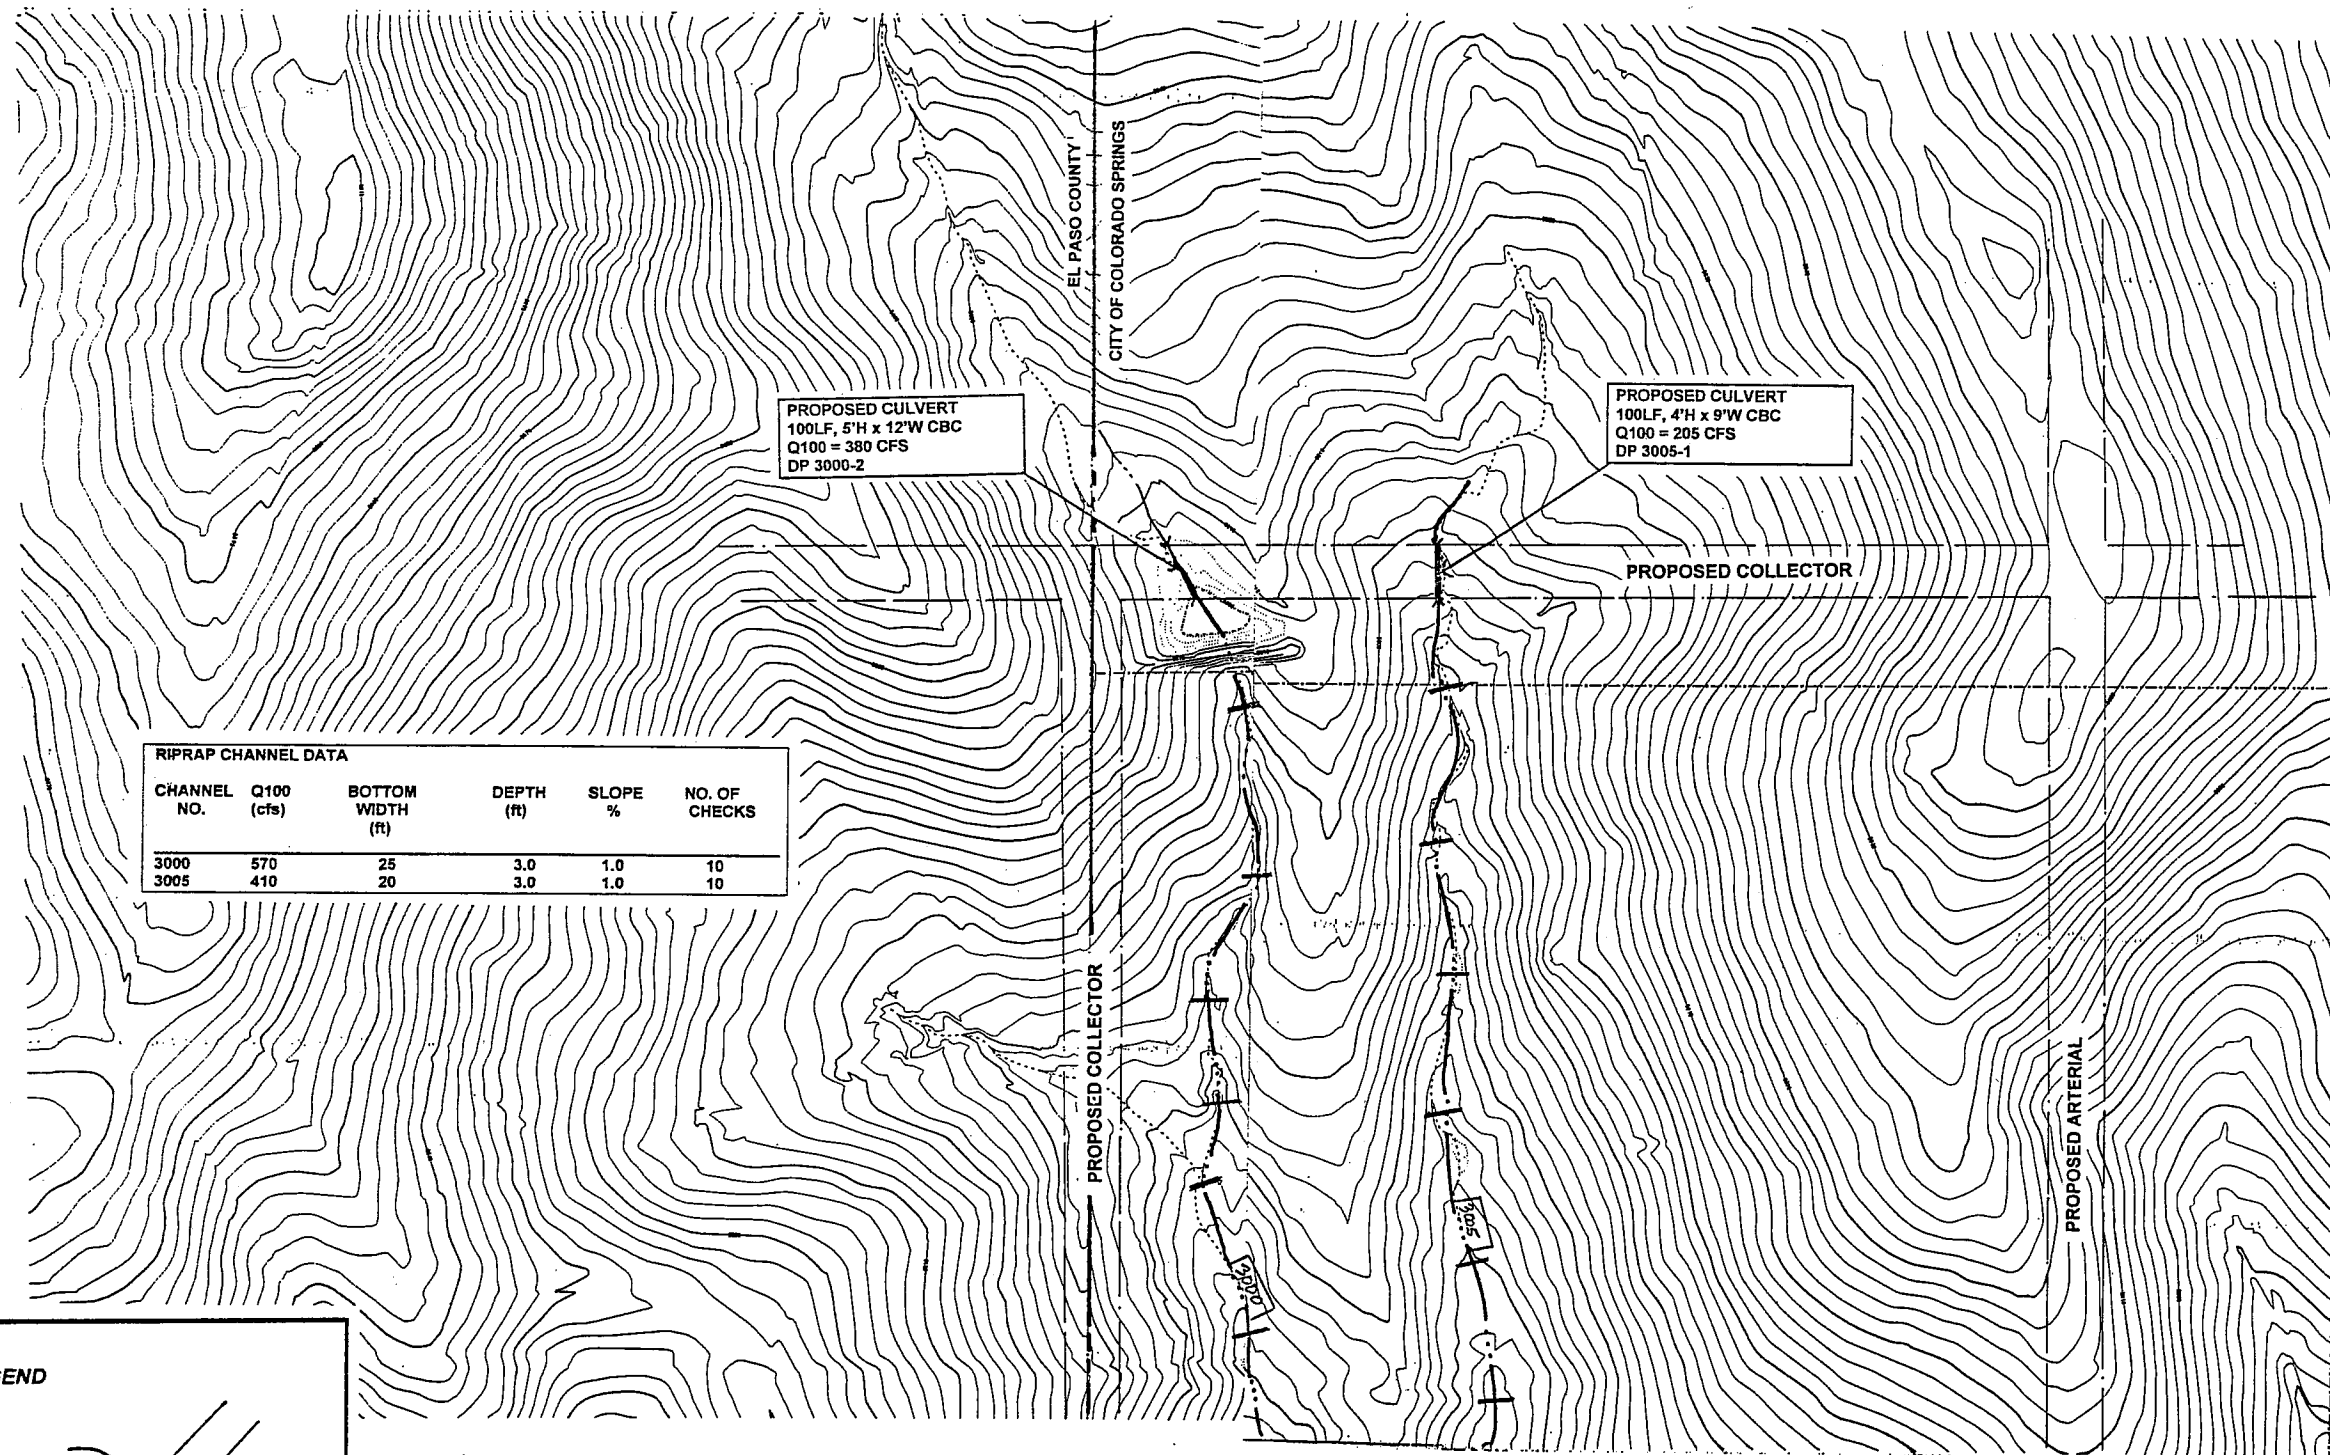 EL PASO COUNTY
CITY OF COLORADO SPRINGS
PROPOSED CULVERT
100LF, 5'H x 12'W CBC
Q100 = 380 CFS
DP 3000-2
PROPOSED CULVERT
100LF, 4'H x 9'W CBC
Q100 = 205 CFS
DP 3005-1
PROPOSED COLLECTOR
RIPRAP CHANNEL DATA
CHANNEL NO. Q100 (cfs) BOTTOM WIDTH (ft) DEPTH (ft) SLOPE % NO. OF CHECKS
3000 570 25 3.0 1.0 10
3005 410 20 3.0 1.0 10
PROPOSED COLLECTOR
PROPOSED ARTERIAL
3005
3000
END